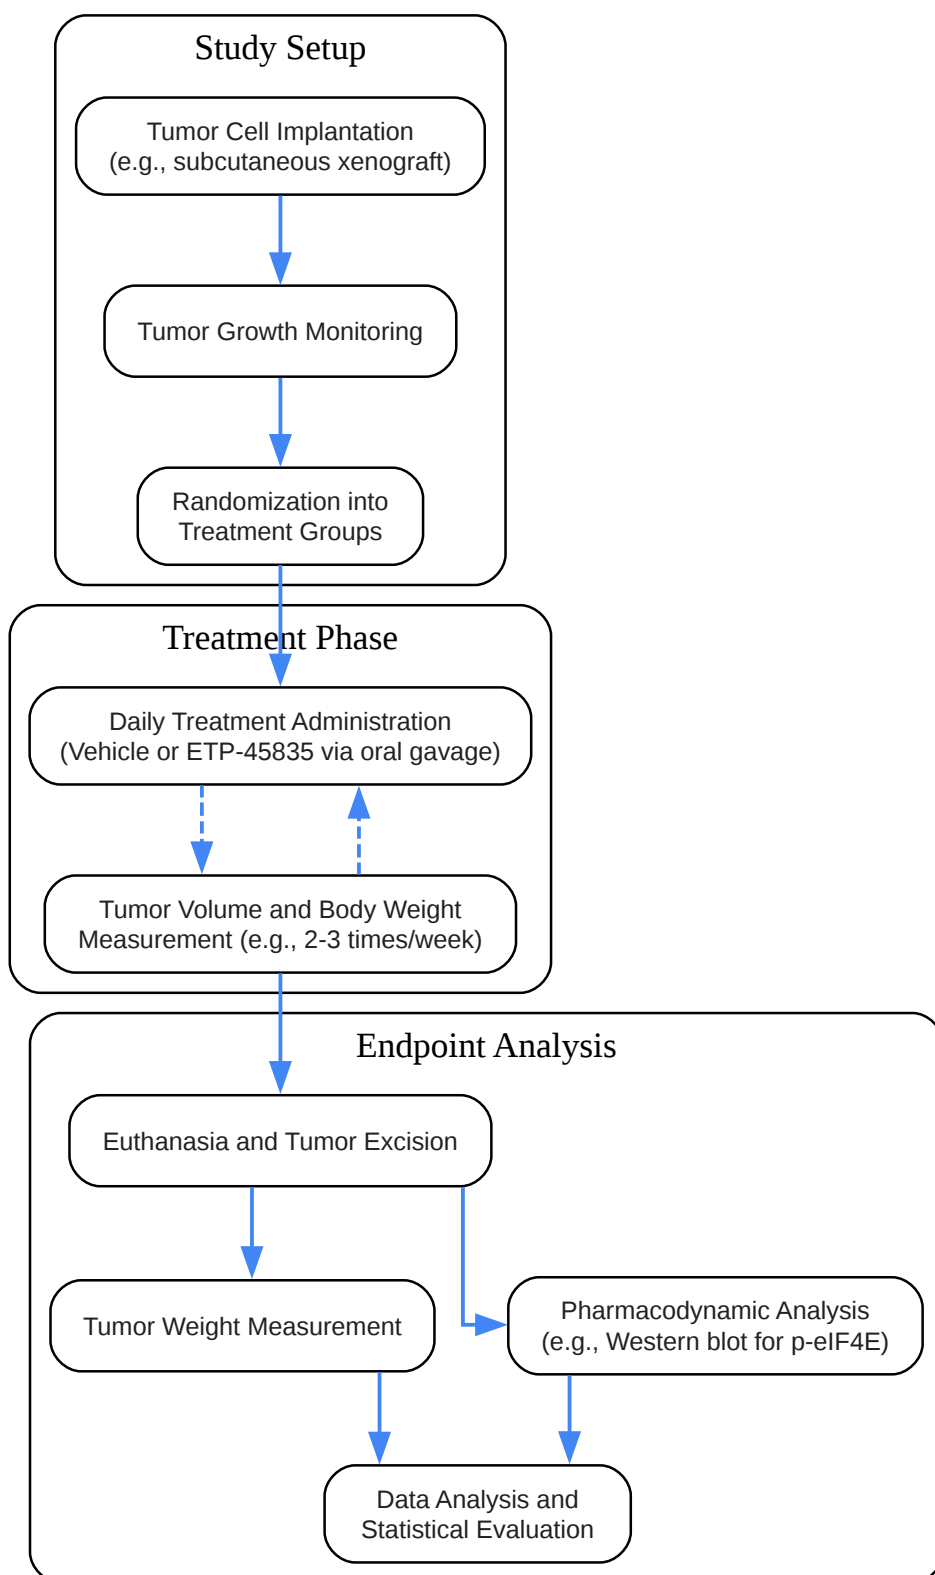 Study Setup
Tumor Cell Implantation
(e.g., subcutaneous xenograft)
Tumor Growth Monitoring
Randomization into
Treatment Groups
Treatment Phase
Daily Treatment Administration
(Vehicle or ETP-45835 via oral gavage)
Tumor Volume and Body Weight
Measurement (e.g., 2-3 times/week)
Endpoint Analysis
Euthanasia and Tumor Excision
Tumor Weight Measurement
Pharmacodynamic Analysis
(e.g., Western blot for p-eIF4E)
Data Analysis and
Statistical Evaluation